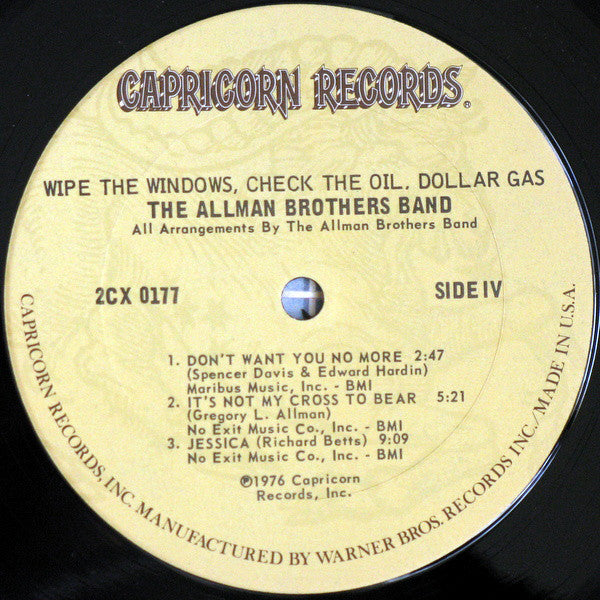 CAPRICORN RECORDS®
WIPE THE WINDOWS, CHECK THE OIL. DOLLAR GAS
THE ALLMAN BROTHERS BAND
All Arrangements By The Allman Brothers Band
2CX 0177
SIDE IV
1. DON'T WANT YOU NO MORE 2:47
(Spencer Davis & Edward Hardin)
Maribus Music, Inc. - BMI
2. IT'S NOT MY CROSS TO BEAR 5:21
(Gregory L. Allman)
No Exit Music Co., Inc. - BMI
3. JESSICA (Richard Betts) 9:09
No Exit Music Co., Inc. - BMI
℗1976 Capricorn
Records, Inc.
CAPRICORN RECORDS, INC. MANUFACTURED BY WARNER BROS. RECORDS INC./MADE IN U.S.A.